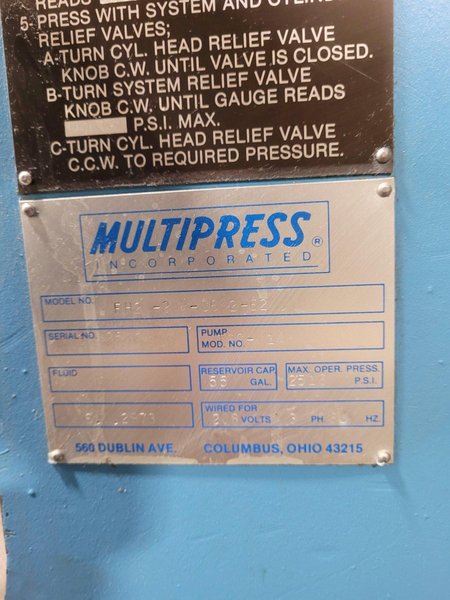 READS
5- PRESS WITH SYSTEM AND
RELIEF VALVES;
A-TURN CYL. HEAD RELIEF VALVE
KNOB C.W. UNTIL VALVE IS CLOSED.
B-TURN SYSTEM RELIEF VALVE
KNOB C.W. UNTIL GAUGE READS
P.S.I. MAX.
C-TURN CYL. HEAD RELIEF VALVE
C.C.W. TO REQUIRED PRESSURE.
MULTIPRESS®
INCORPORATED
MODEL NO.
SERIAL NO.
PUMP
MOD. NO.
FLUID
RESERVOIR CAP.
55 GAL.
MAX. OPER. PRESS.
P.S.I.
WIRED FOR
VOLTS PH. HZ.
560 DUBLIN AVE. COLUMBUS, OHIO 43215